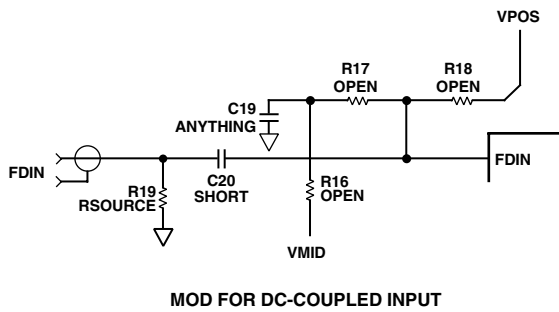 VPOS
R17
OPEN
R18
OPEN
C19
ANYTHING
FDIN
FDIN
C20
SHORT
R19
RSOURCE
R16
OPEN
VMID
MOD FOR DC-COUPLED INPUT